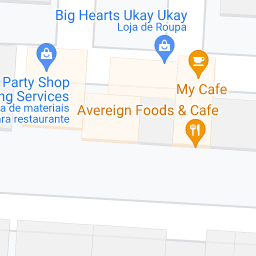 Big Hearts Ukay Ukay
Loja de Roupa
Party Shop
ng Services
a de materiais
ara restaurante
My Cafe
Avereign Foods & Cafe